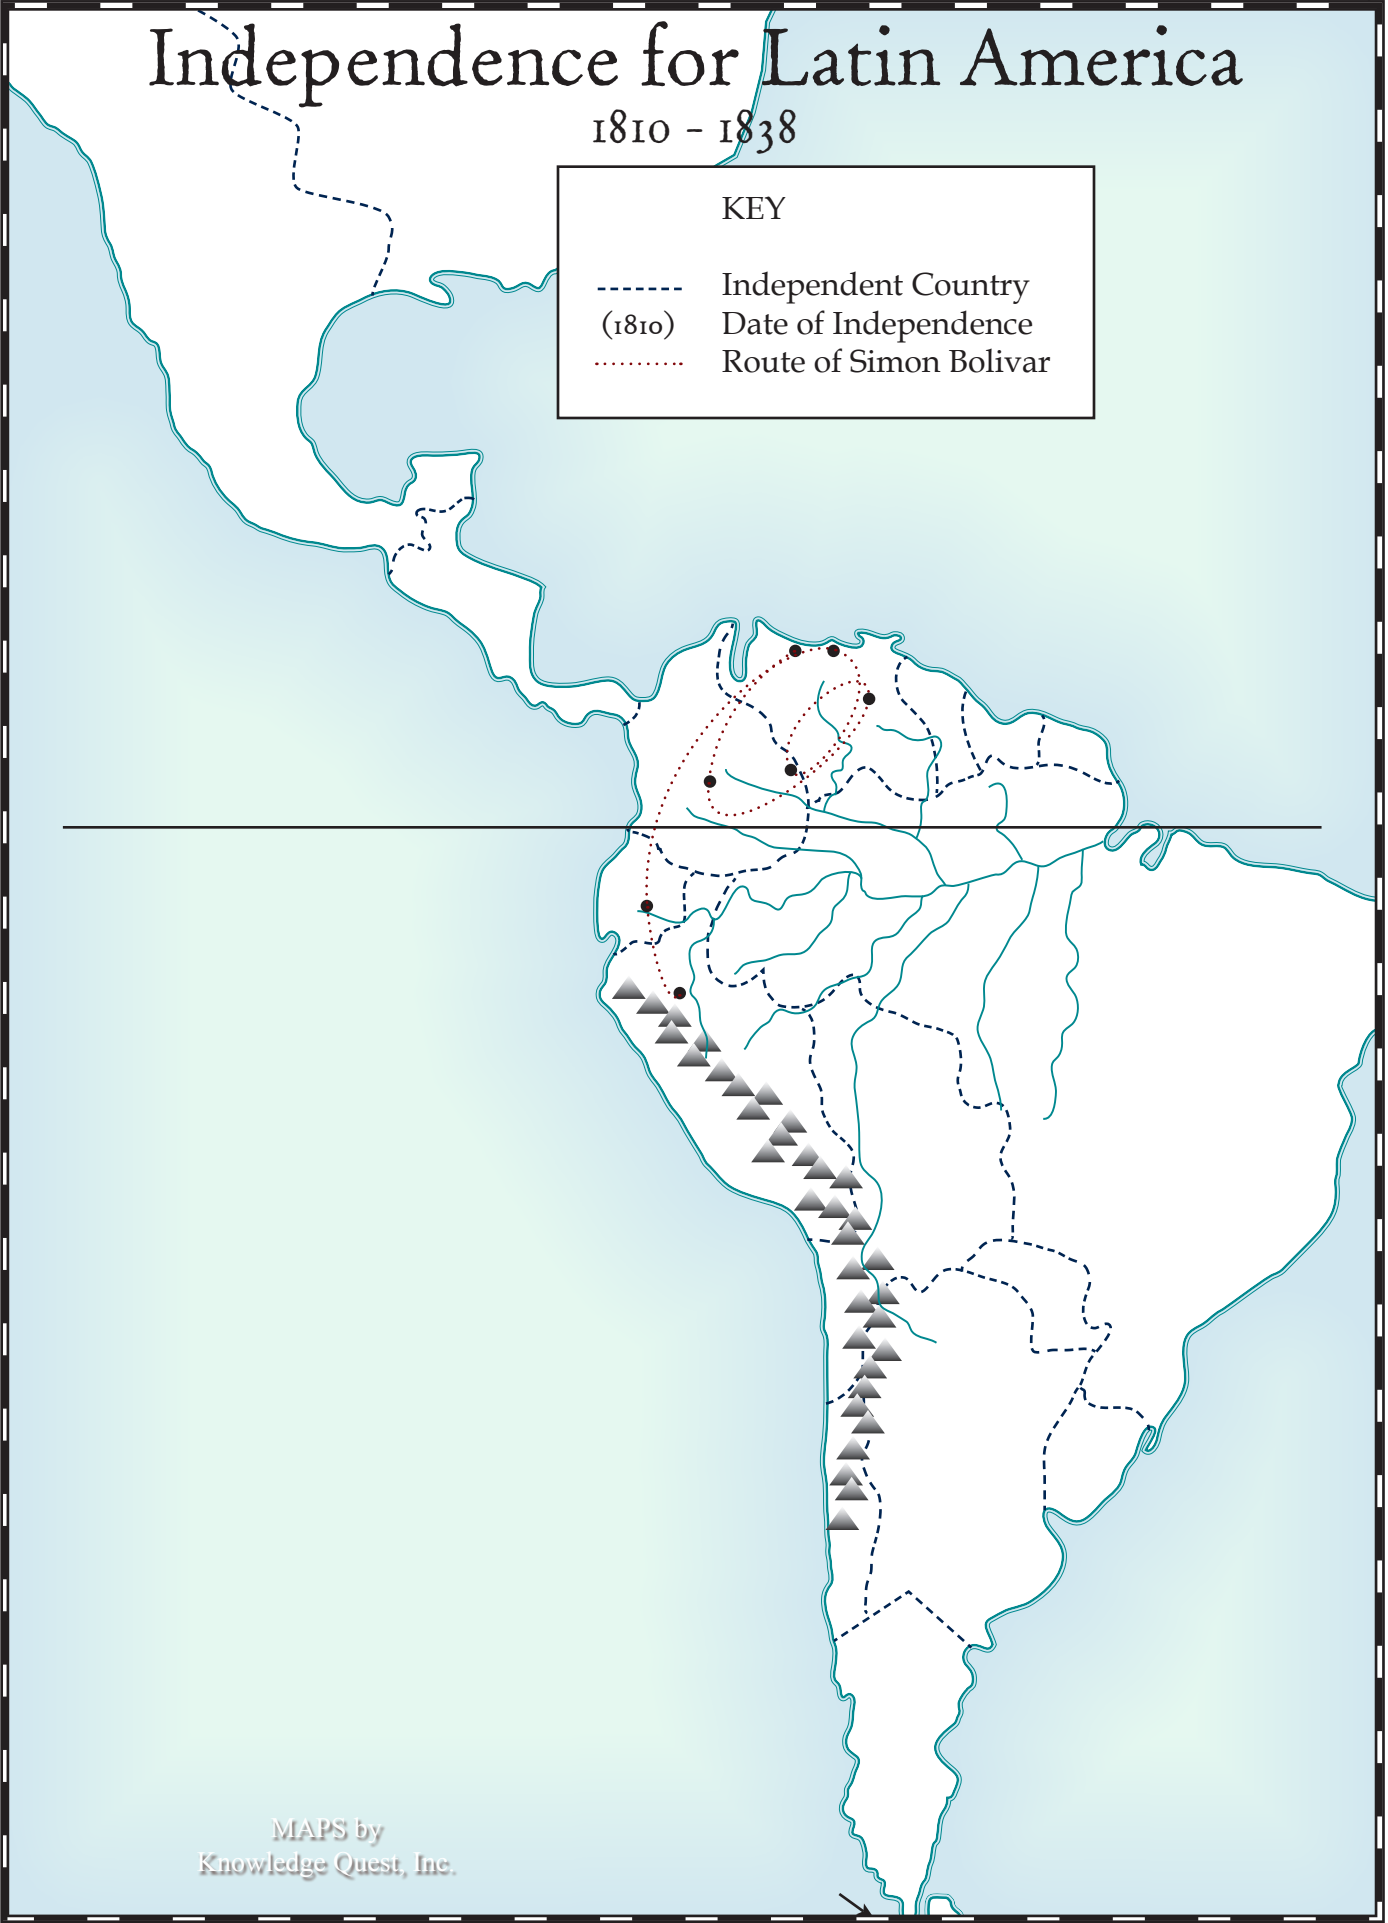 Independence for Latin America
1810 - 1838
KEY
Independent Country
(1810) Date of Independence
Route of Simon Bolivar
MAPS by
Knowledge Quest, Inc.